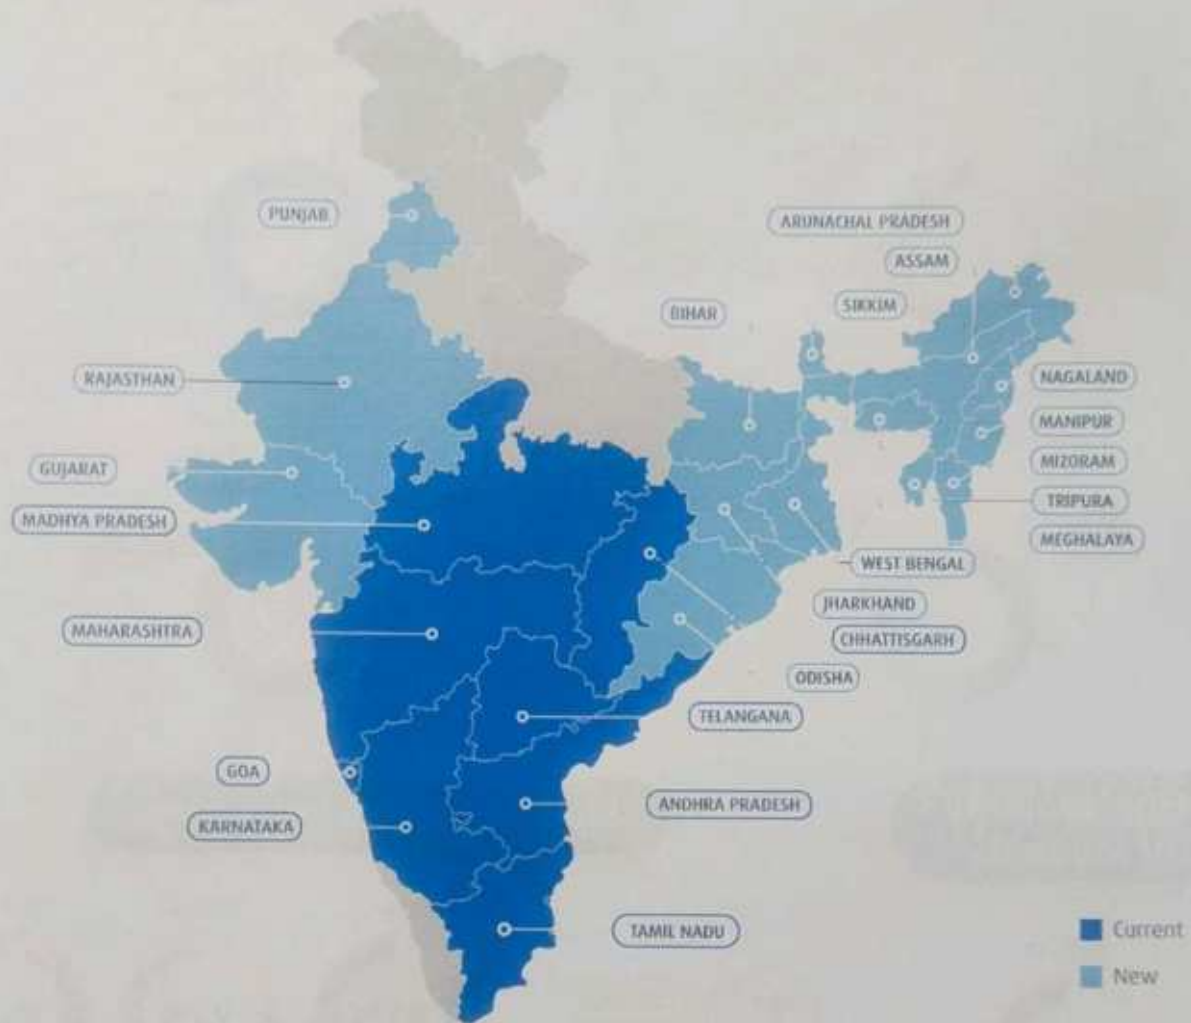 PUNJAB
ARUNACHAL PRADESH
ASSAM
BIHAR
SIKKIM
RAJASTHAN
NAGALAND
MANIPUR
GUJARAT
MIZORAM
MADHYA PRADESH
TRIPURA
MEGHALAYA
WEST BENGAL
JHARKHAND
MAHARASHTRA
CHHATTISGARH
ODISHA
TELANGANA
GOA
ANDHRA PRADESH
KARNATAKA
TAMIL NADU
Current
New